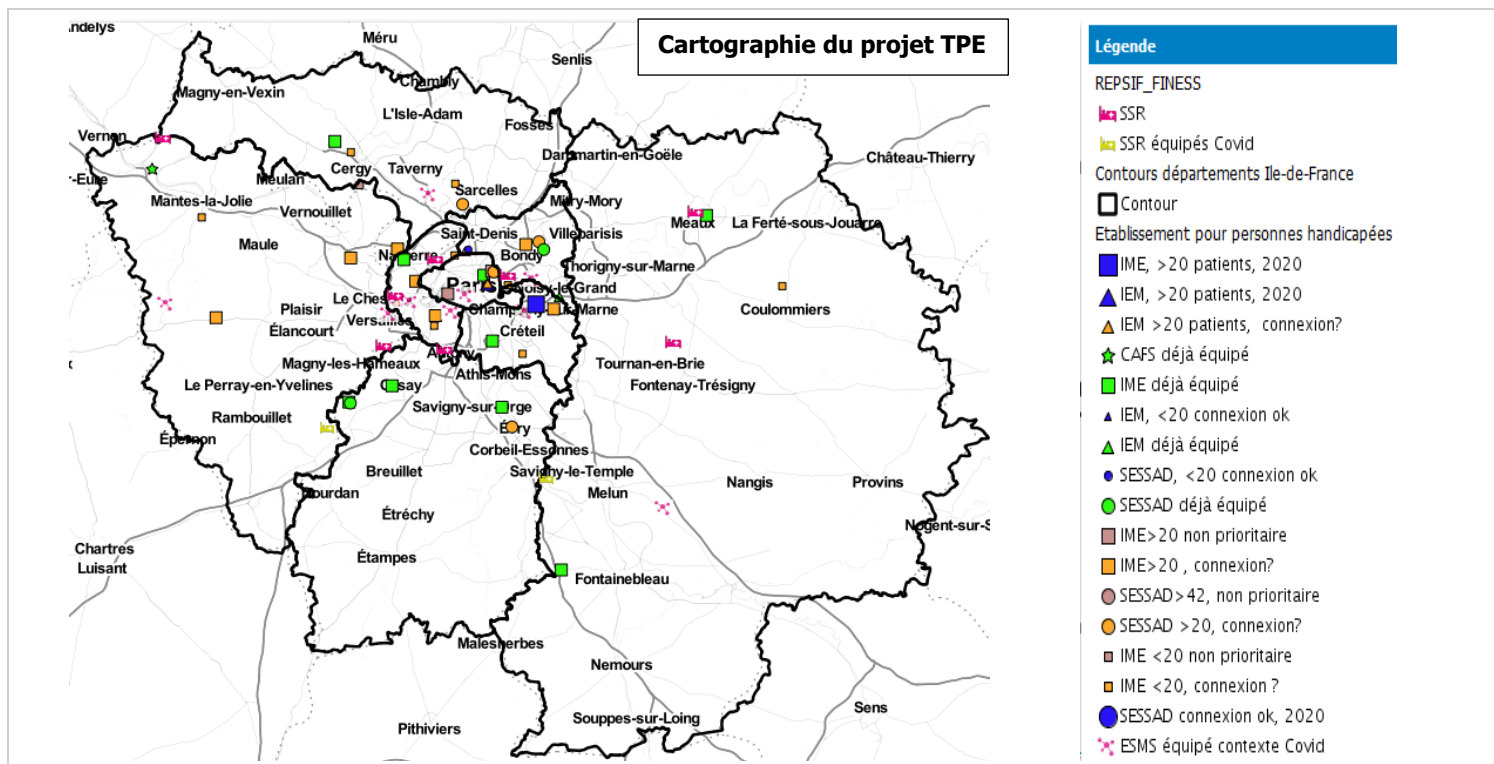 Cartographie du projet TPE
Méru
Senlis
Chambly
Magny-en-Vexin
L'Isle-Adam
Fosses
Vernon
Dammartin-en-Goële
Château-Thierry
-Eure
Cergy
Taverny
Meulan
Sarcelles
Mantes-la-Jolie
Mitry-Mory
Vernouillet
Meaux
La Ferté-sous-Jouarre
Saint-Denis
Villeparisis
Maule
Bondy
Thorigny-sur-Marne
Noisy-le-Grand
Plaisir
Coulommiers
Élancourt
Créteil
Magny-les-Hameaux
Tournan-en-Brie
Athis-Mons
Le Perray-en-Yvelines
Fontenay-Trésigny
Savigny-sur-Orge
Rambouillet
Épernon
Corbeil-Essonnes
Breuillet
Savigny-le-Temple
Nangis
Provins
Melun
Étréchy
Nogent-sur-S
Chartres
Étampes
Luisant
Fontainebleau
Malesherbes
Nemours
Sens
Souppes-sur-Loing
Pithiviers
Légende
REPSIF_FINESS
SSR
SSR équipés Covid
Contours départements Ile-de-France
Contour
Etablissement pour personnes handicapées
IME, >20 patients, 2020
IEM, >20 patients, 2020
IEM >20 patients, connexion?
CAFS déjà équipé
IME déjà équipé
IEM, <20 connexion ok
IEM déjà équipé
SESSAD, <20 connexion ok
SESSAD déjà équipé
IME>20 non prioritaire
IME>20 , connexion?
SESSAD>42, non prioritaire
SESSAD >20, connexion?
IME <20 non prioritaire
IME <20, connexion ?
SESSAD connexion ok, 2020
ESMS équipé contexte Covid